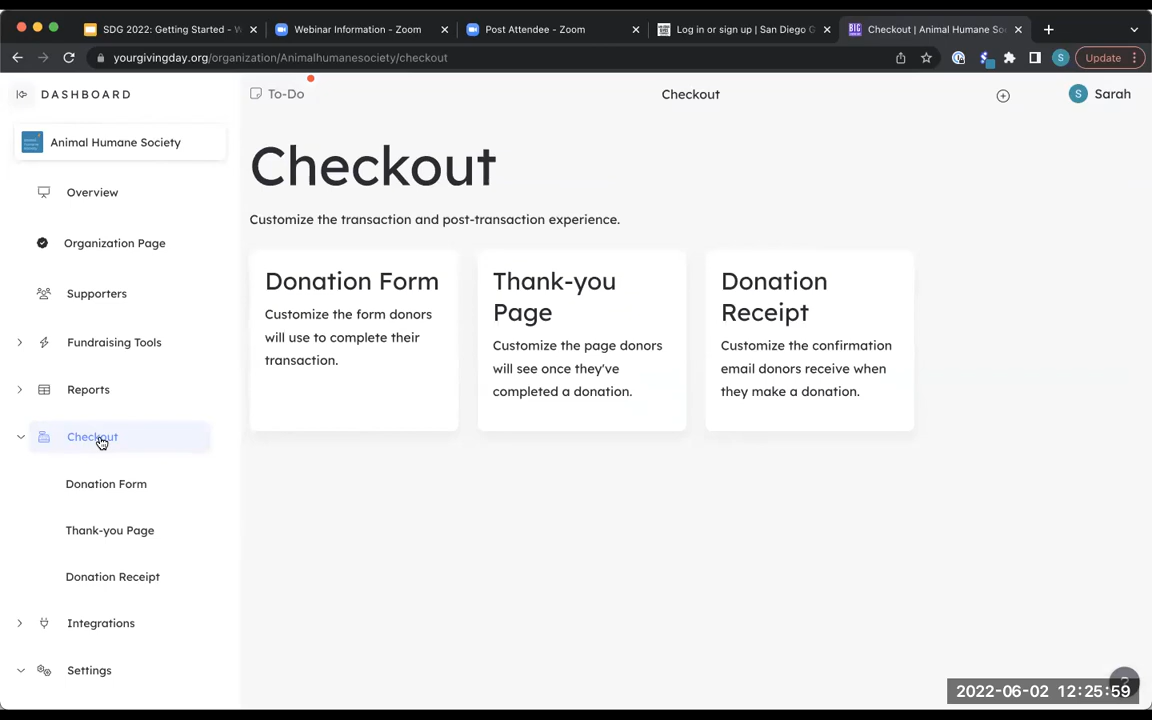 SDG 2022: Getting Started - W
Webinar Information - Zoom
Post Attendee - Zoom
Log in or sign up | San Diego G
BIG
Checkout | Animal Humane Soc
yourgivingday.org/organization/Animalhumanesociety/checkout
S
Update
DASHBOARD
To-Do
Checkout
S
Sarah
Animal Humane Society
Overview
Organization Page
Supporters
Fundraising Tools
Reports
Checkout
Donation Form
Thank-you Page
Donation Receipt
Integrations
Settings
Checkout
Customize the transaction and post-transaction experience.
Donation Form
Customize the form donors
will use to complete their
transaction.
Thank-you
Page
Customize the page donors
will see once they've
completed a donation.
Donation
Receipt
Customize the confirmation
email donors receive when
they make a donation.
?
2022-06-02 12:25:59